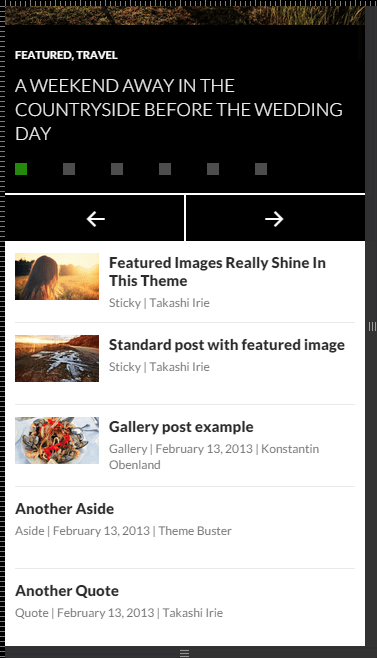 FEATURED, TRAVEL
A WEEKEND AWAY IN THE
COUNTRYSIDE BEFORE THE WEDDING
DAY
Featured Images Really Shine In
This Theme
Sticky | Takashi Irie
Standard post with featured image
Sticky | Takashi Irie
Gallery post example
Gallery | February 13, 2013 | Konstantin
Obenland
Another Aside
Aside | February 13, 2013 | Theme Buster
Another Quote
Quote | February 13, 2013 | Takashi Irie